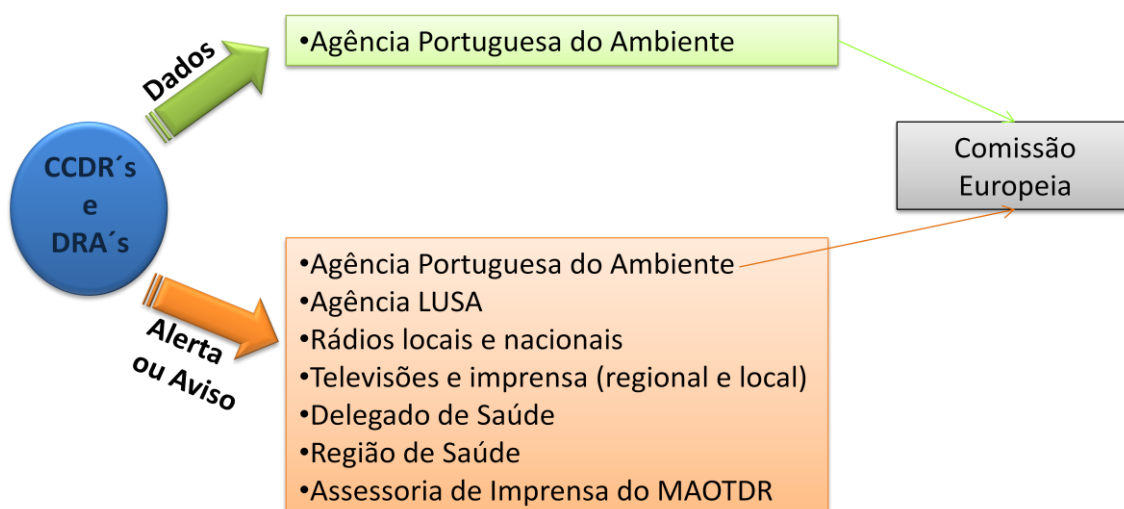 •Agência Portuguesa do Ambiente
Dados
CCDR´s
e
DRA´s
Comissão
Europeia
Alerta
ou Aviso
•Agência Portuguesa do Ambiente
•Agência LUSA
•Rádios locais e nacionais
•Televisões e imprensa (regional e local)
•Delegado de Saúde
•Região de Saúde
•Assessoria de Imprensa do MAOTDR